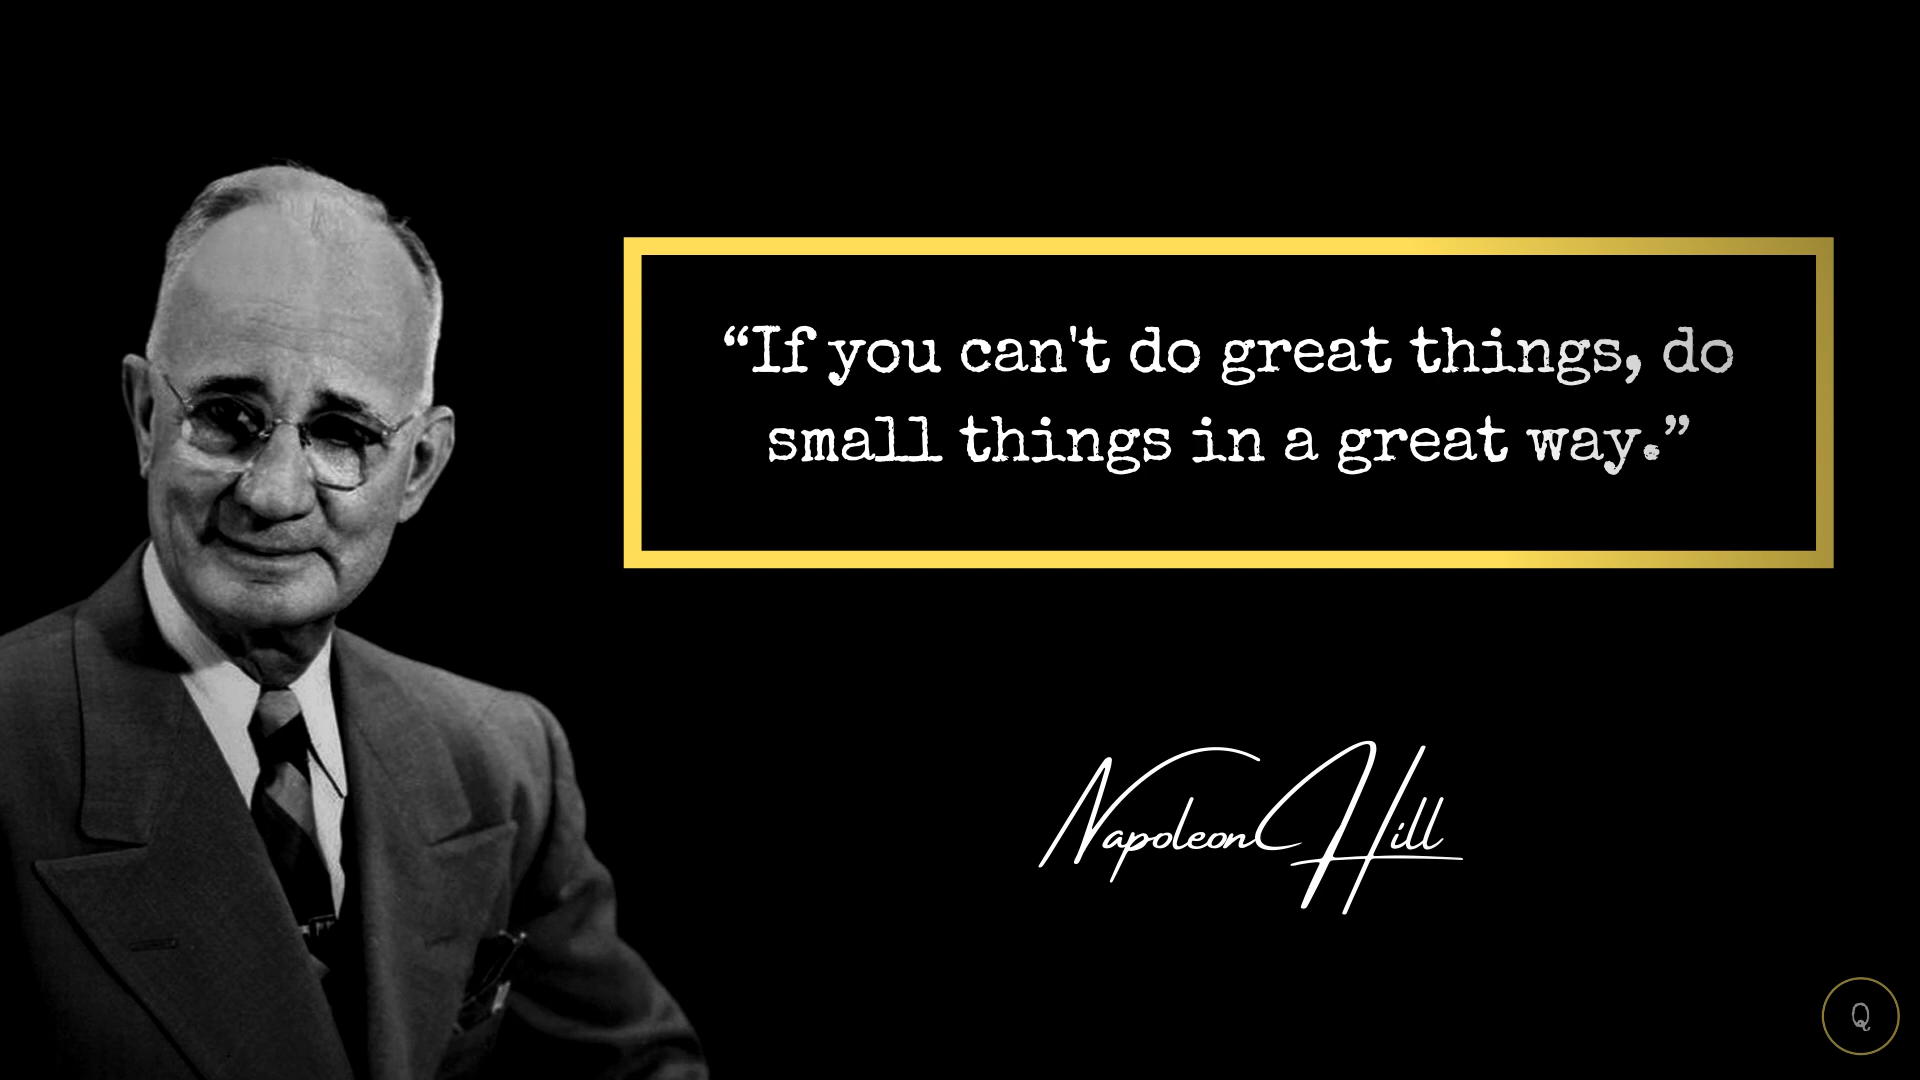 “If you can't do great things, do
small things in a great way.”
Napoleon Hill
Q